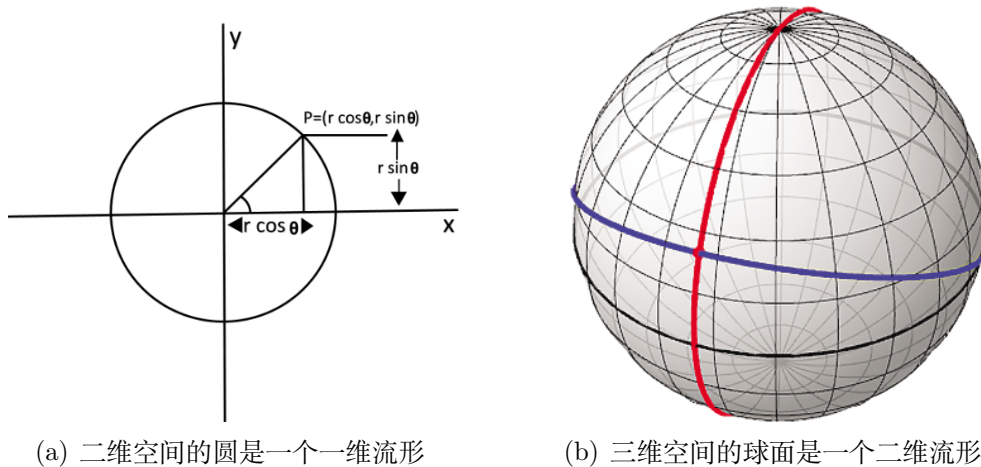 y
P=(r cosθ,r sinθ)
r sinθ
r cosθ
x
(a) 二维空间的圆是一个一维流形
(b) 三维空间的球面是一个二维流形